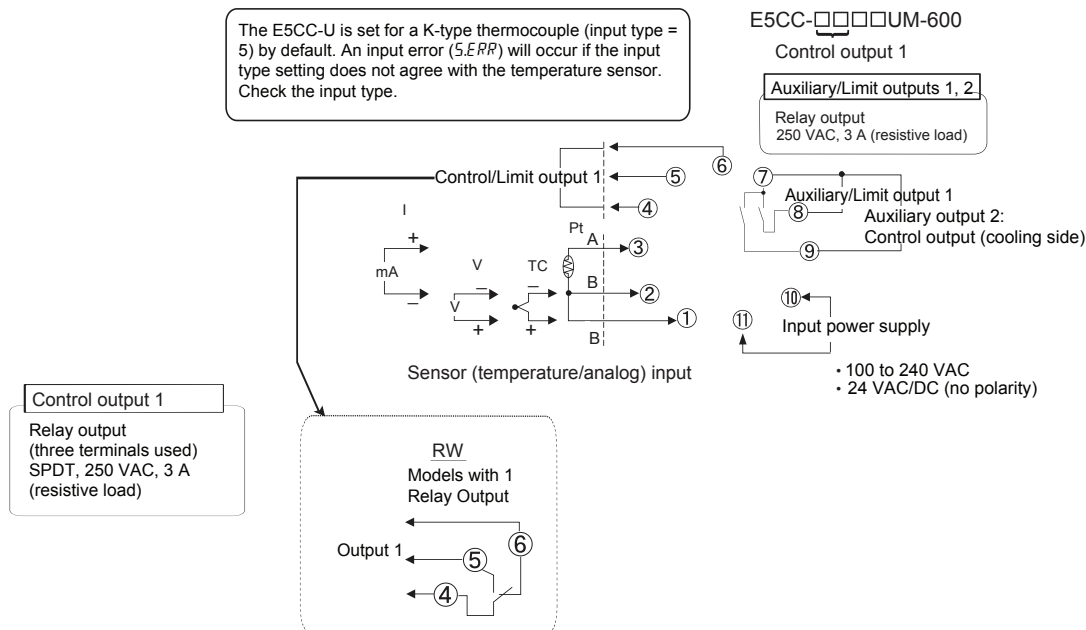 The E5CC-U is set for a K-type thermocouple (input type =
5) by default. An input error (S.ERR) will occur if the input
type setting does not agree with the temperature sensor.
Check the input type.
E5CC-□□□□UM-600
Control output 1
Auxiliary/Limit outputs 1, 2
Relay output
250 VAC, 3 A (resistive load)
Control/Limit output 1
⑥
⑤
④
⑦
Auxiliary/Limit output 1
⑧
Auxiliary output 2:
Control output (cooling side)
⑨
I
+
mA
−
V
−
V
+
TC
−
+
Pt
A
③
B
②
①
B
⑩
⑪
Input power supply
• 100 to 240 VAC
• 24 VAC/DC (no polarity)
Sensor (temperature/analog) input
Control output 1
Relay output
(three terminals used)
SPDT, 250 VAC, 3 A
(resistive load)
RW
Models with 1
Relay Output
Output 1
⑥
⑤
④